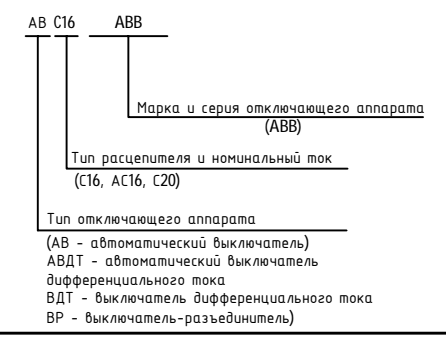 АВ С16 АВВ
Марка и серия отключающего аппарата
(АВВ)
Тип расцепителя и номинальный ток
(С16, АС16, С20)
Тип отключающего аппарата
(АВ - автоматический выключатель)
АВДТ - автоматический выключатель
дифференциального тока
ВДТ - выключатель дифференциального тока
ВР - выключатель-разъединитель)